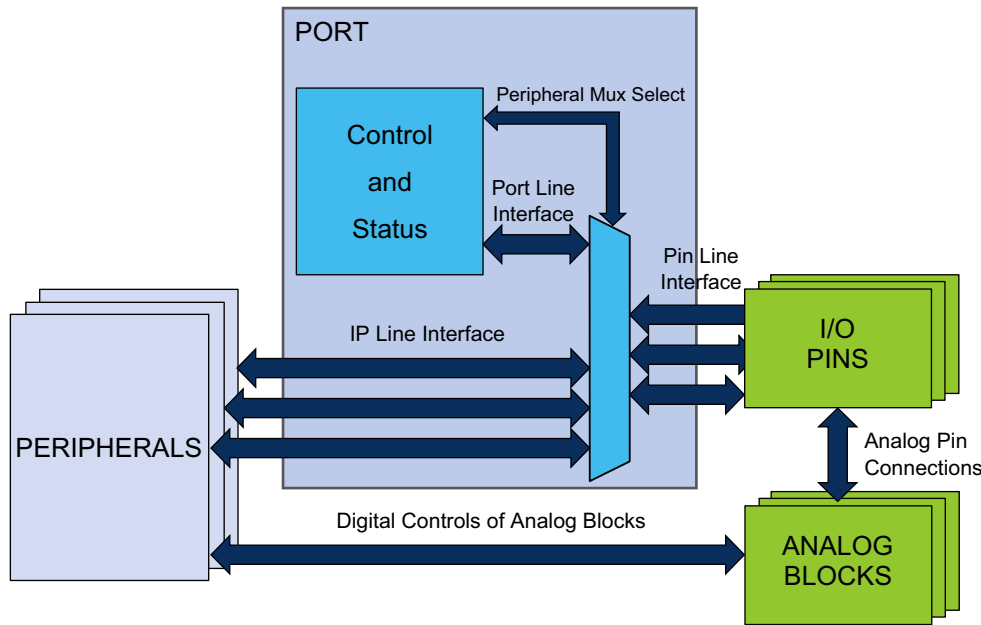 PORT
Peripheral Mux Select
Control
and
Status
Port Line
Interface
Pin Line
Interface
I/O
PINS
IP Line Interface
PERIPHERALS
Analog Pin
Connections
Digital Controls of Analog Blocks
ANALOG
BLOCKS